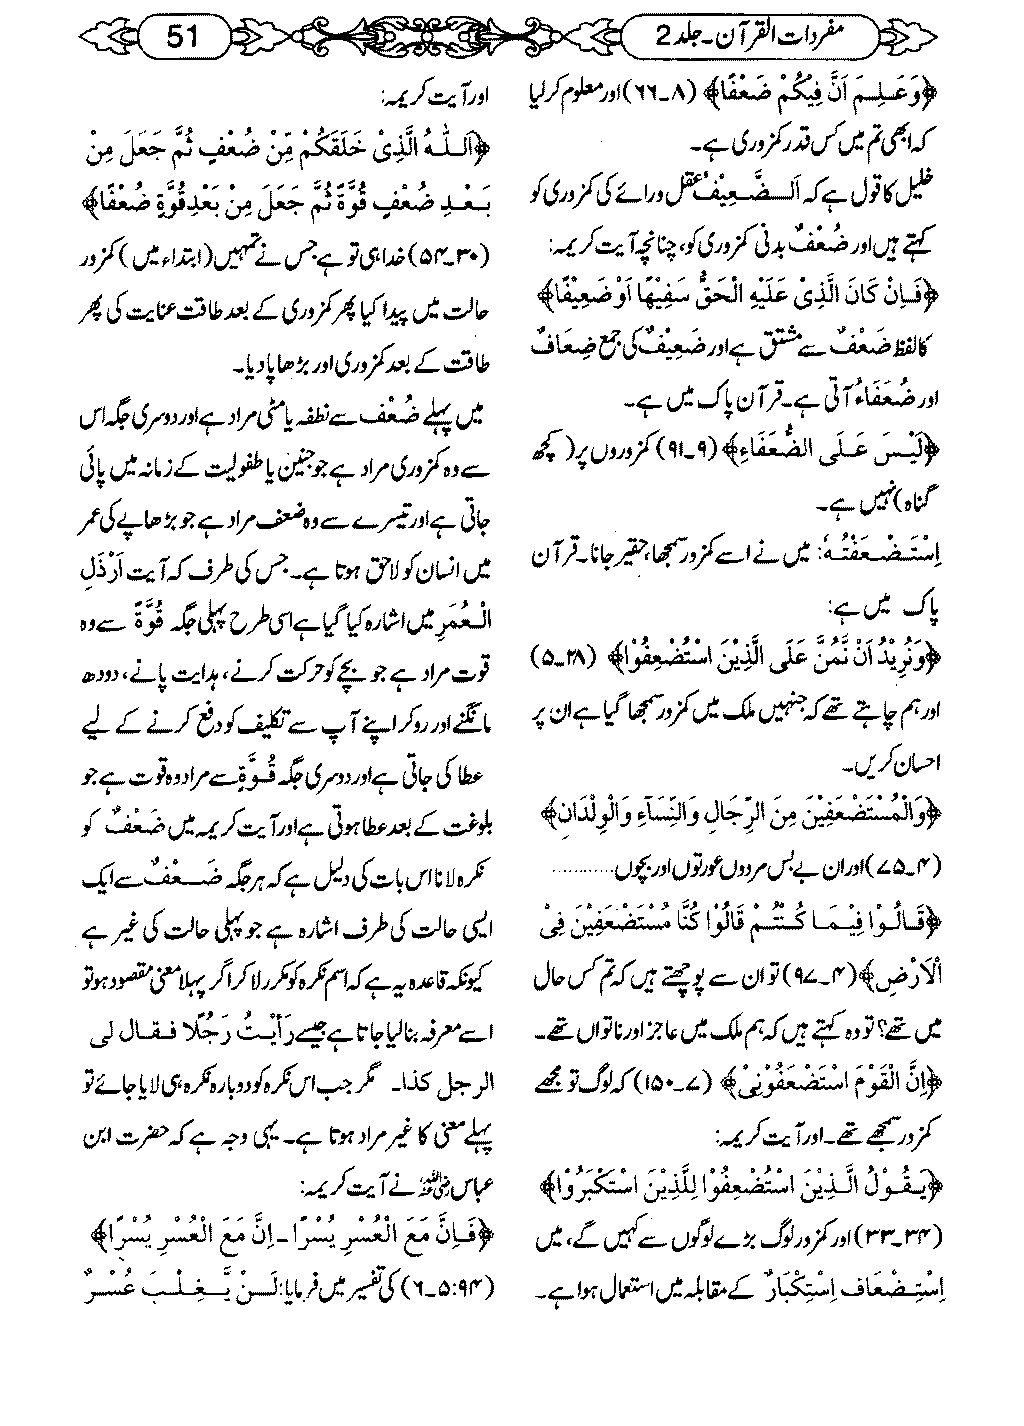 مفردات القرآن۔ جلد 2
51
﴿وَعَلِمَ اَنَّ فِيْكُمْ ضَعْفًا﴾ (۸۔۶۶) اور معلوم کر لیا
کہ ابھی تم میں کس قدر کمزوری ہے۔
خلیل کا قول ہے کہ اَلضَّعِيْفُ عقل و رائے کی کمزوری کو
کہتے ہیں اور ضُعْفٌ بدنی کمزوری کو، چنانچہ آیت کریمہ:
﴿فَاِنْ كَانَ الَّذِىْ عَلَيْهِ الْحَقُّ سَفِيْهًا اَوْ ضَعِيْفًا﴾
کا لفظ ضَعْفٌ سے مشتق ہے اور ضَعِيْفٌ کی جمع ضِعَافٌ
اور ضُعَفَاءُ آتی ہے۔ قرآن پاک میں ہے۔
﴿لَيْسَ عَلَى الضُّعَفَاءِ﴾ (۹۔۹۱) کمزوروں پر (کچھ
گناہ) نہیں ہے۔
اِسْتَضْعَفْتُهٗ: میں نے اسے کمزور سمجھا، حقیر جانا۔ قرآن
پاک میں ہے:
﴿وَنُرِيْدُ اَنْ نَّمُنَّ عَلَى الَّذِيْنَ اسْتُضْعِفُوْا﴾ (۲۸۔۵)
اور ہم چاہتے تھے کہ جنہیں ملک میں کمزور سمجھا گیا ہے ان پر
احسان کریں۔
﴿وَالْمُسْتَضْعَفِيْنَ مِنَ الرِّجَالِ وَالنِّسَآءِ وَالْوِلْدَانِ﴾
(۴۔۷۵) اور ان بے بس مردوں عورتوں اور بچوں............
﴿قَالُوْا فِيْمَا كُنْتُمْ قَالُوْا كُنَّا مُسْتَضْعَفِيْنَ فِىْ
الْاَرْضِ﴾ (۴۔۹۷) تو ان سے پوچھتے ہیں کہ تم کس حال
میں تھے؟ تو وہ کہتے ہیں کہ ہم ملک میں عاجز اور ناتواں تھے۔
﴿اِنَّ الْقَوْمَ اسْتَضْعَفُوْنِىْ﴾ (۷۔۱۵۰) کہ لوگ تو مجھے
کمزور سمجھے تھے۔ اور آیت کریمہ:
﴿يَقُوْلُ الَّذِيْنَ اسْتُضْعِفُوْا لِلَّذِيْنَ اسْتَكْبَرُوْا﴾
(۳۴۔۳۳) اور کمزور لوگ بڑے لوگوں سے کہیں گے، میں
اِسْتِضْعَاف اِسْتِكْبَارٌ کے مقابلہ میں استعمال ہوا ہے۔
اور آیت کریمہ:
﴿اَللّٰهُ الَّذِىْ خَلَقَكُمْ مِّنْ ضُعْفٍ ثُمَّ جَعَلَ مِنْ
بَعْدِ ضُعْفٍ قُوَّةً ثُمَّ جَعَلَ مِنْ بَعْدِ قُوَّةٍ ضُعْفًا﴾
(۳۰۔۵۴) خدا ہی تو ہے جس نے تمہیں (ابتداء میں) کمزور
حالت میں پیدا کیا پھر کمزوری کے بعد طاقت عنایت کی پھر
طاقت کے بعد کمزوری اور بڑھاپا دیا۔
میں پہلے ضُعْف سے نطفہ یا مٹی مراد ہے اور دوسری جگہ اس
سے وہ کمزوری مراد ہے جو جنین یا طفولیت کے زمانہ میں پائی
جاتی ہے اور تیسرے سے وہ ضعف مراد ہے جو بڑھاپے کی عمر
میں انسان کو لاحق ہوتا ہے۔ جس کی طرف کہ آیت اَرْذَلِ
الْعُمُرِ میں اشارہ کیا گیا ہے اسی طرح پہلی جگہ قُوَّةً سے وہ
قوت مراد ہے جو بچے کو حرکت کرنے، ہدایت پانے، دودھ
مانگنے اور رو کر اپنے آپ سے تکلیف کو دفع کرنے کے لیے
عطا کی جاتی ہے اور دوسری جگہ قُوَّةٍ سے مراد وہ قوت ہے جو
بلوغت کے بعد عطا ہوتی ہے اور آیت کریمہ میں ضَعْفٌ کو
نکرہ لانا اس بات کی دلیل ہے کہ ہر جگہ ضَعْفٌ سے ایک
ایسی حالت کی طرف اشارہ ہے جو پہلی حالت کی غیر ہے
کیونکہ قاعدہ یہ ہے کہ اسم نکرہ کو مکرر لا کر اگر پہلا معنی مقصود ہو تو
اسے معرفہ بنا لیا جاتا ہے جیسے رَأَيْتُ رَجُلًا فقال لی
الرجل كذا۔ مگر جب اس نکرہ کو دوبارہ نکرہ ہی لایا جائے تو
پہلے معنی کا غیر مراد ہوتا ہے۔ یہی وجہ ہے کہ حضرت ابن
عباس رضی اللہ عنہ نے آیت کریمہ:
﴿فَاِنَّ مَعَ الْعُسْرِ يُسْرًا۔ اِنَّ مَعَ الْعُسْرِ يُسْرًا﴾
(۹۴:۵۔۶) کی تفسیر میں فرمایا: لَنْ يَّغْلِبَ عُسْرٌ